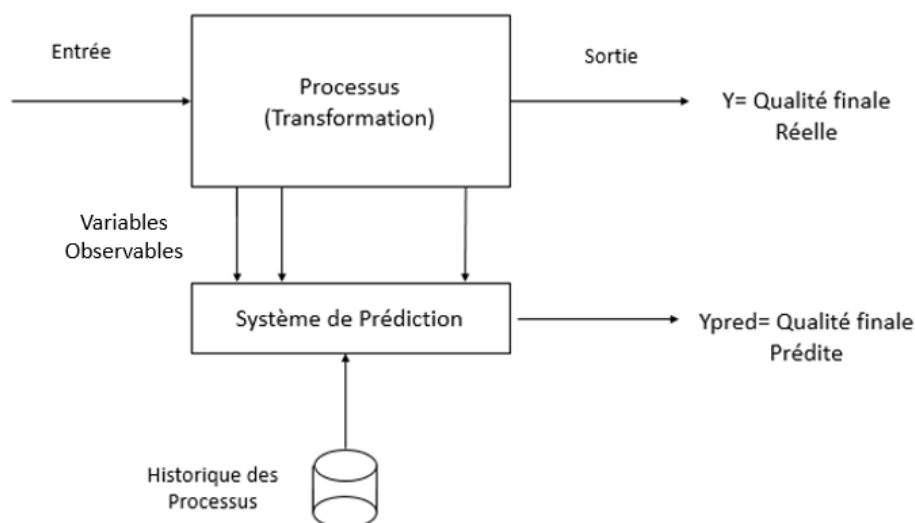 Entrée
Processus
(Transformation)
Sortie
Y= Qualité finale
Réelle
Variables
Observables
Système de Prédiction
Ypred= Qualité finale
Prédite
Historique des
Processus